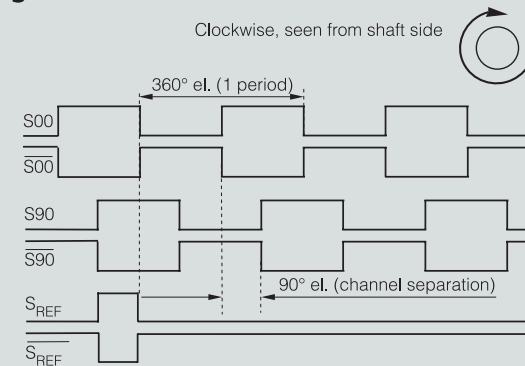 Clockwise, seen from shaft side
360° el. (1 period)
S00
S00
S90
S90
90° el. (channel separation)
SREF
SREF